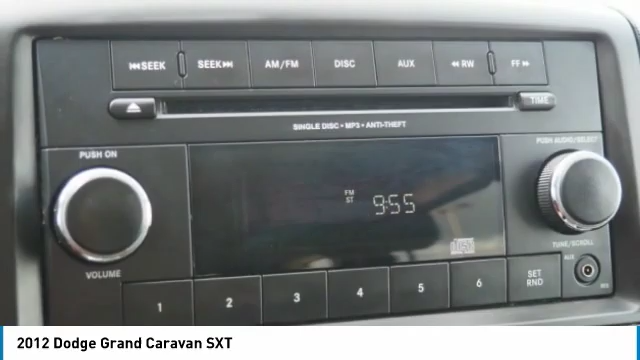 ⏮SEEK SEEK⏭ AM/FM DISC AUX ◀◀ RW FF ▶▶
TIME
SINGLE DISC • MP3 • ANTI-THEFT
PUSH ON
PUSH AUDIO/SELECT
FM
ST
9:55
VOLUME
TUNE/SCROLL
AUX
1 2 3 4 5 6 SET
RND
2012 Dodge Grand Caravan SXT